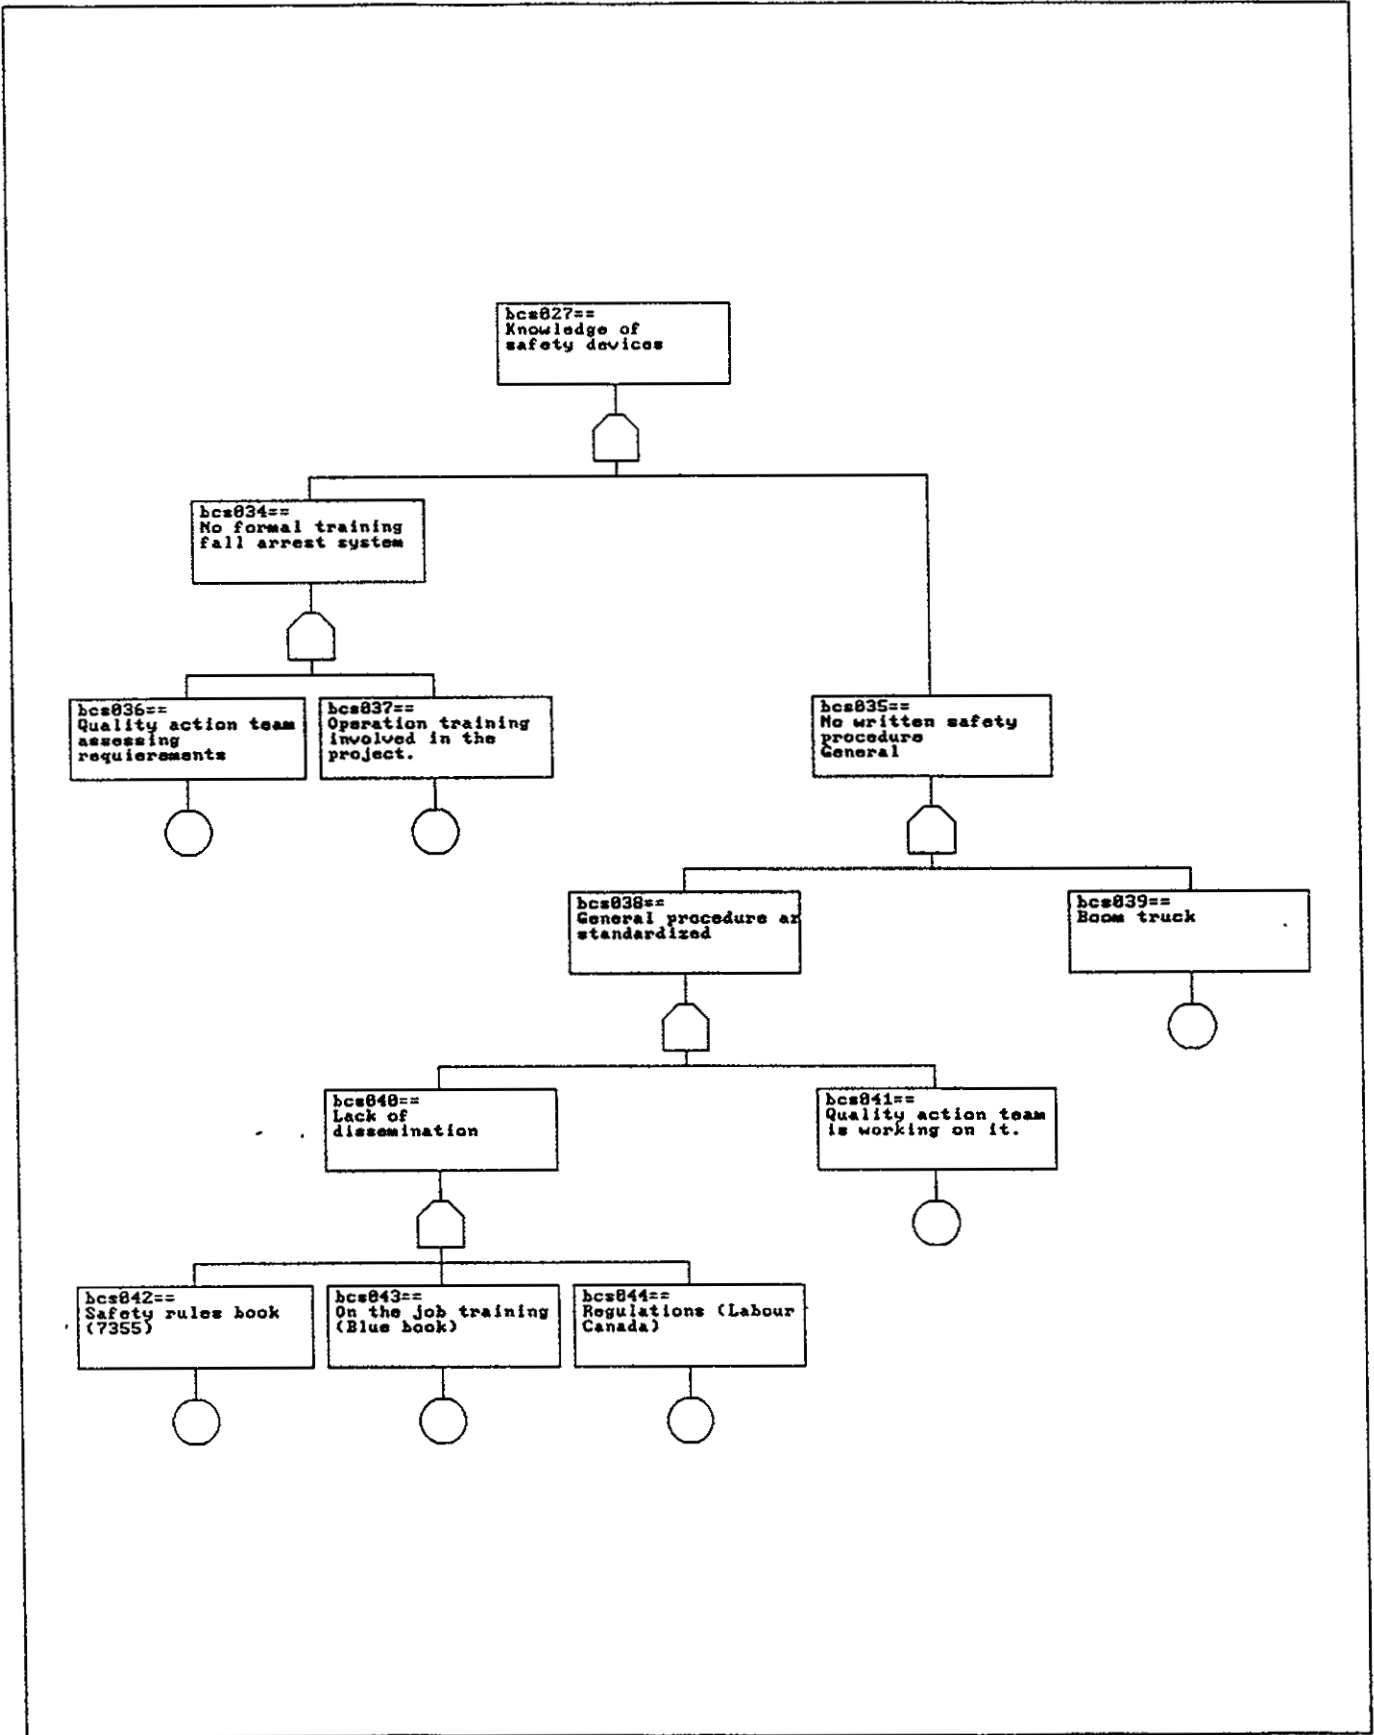 bcs027==
Knowledge of
safety devices
bcs034==
No formal training
fall arrest system
bcs036==
Quality action team
assessing
requierements
bcs037==
Operation training
involved in the
project.
bcs035==
No written safety
procedure
General
bcs038==
General procedure ar
standardized
bcs039==
Boom truck
bcs040==
Lack of
dissemination
bcs041==
Quality action team
is working on it.
bcs042==
Safety rules book
(7355)
bcs043==
On the job training
(Blue book)
bcs044==
Regulations (Labour
Canada)